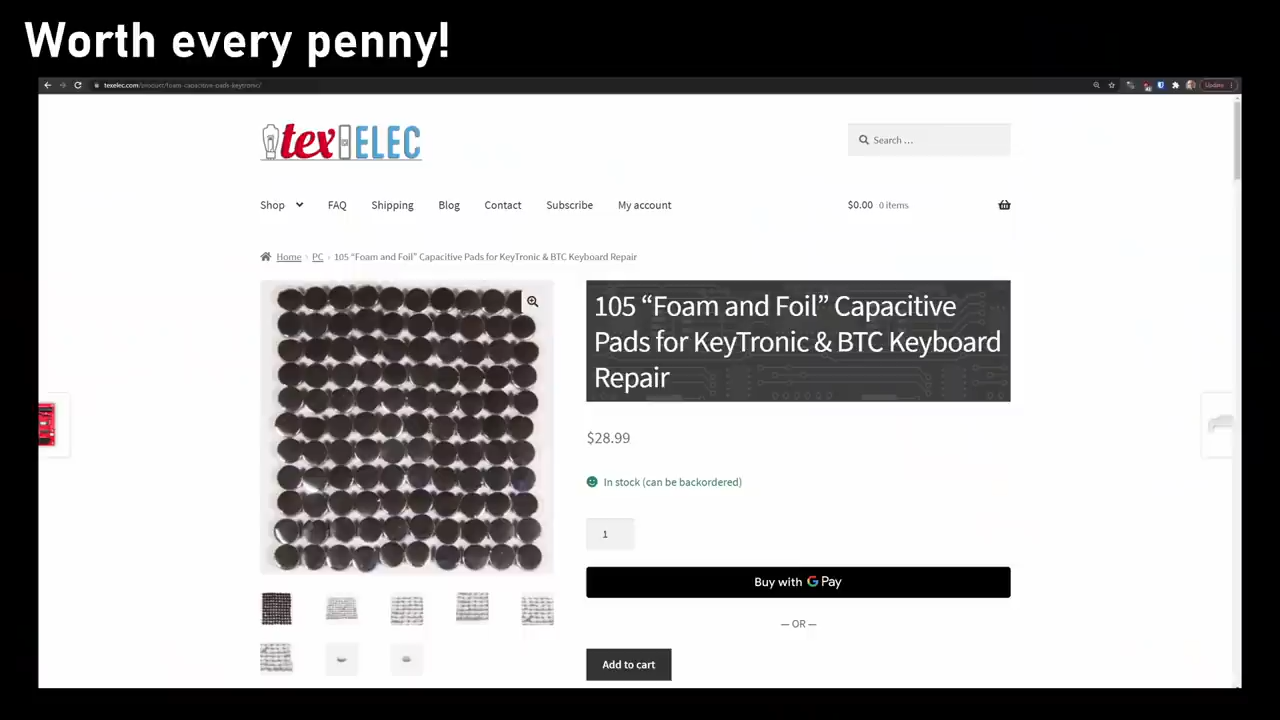 Worth every penny!
texelec.com/product/foam-capacitive-pads-keytronic/
Update
tex ELEC
Search …
Shop
FAQ
Shipping
Blog
Contact
Subscribe
My account
$0.00 0 items
Home › PC › 105 “Foam and Foil” Capacitive Pads for KeyTronic & BTC Keyboard Repair
105 “Foam and Foil” Capacitive
Pads for KeyTronic & BTC Keyboard
Repair
$28.99
In stock (can be backordered)
1
Buy with G Pay
— OR —
Add to cart